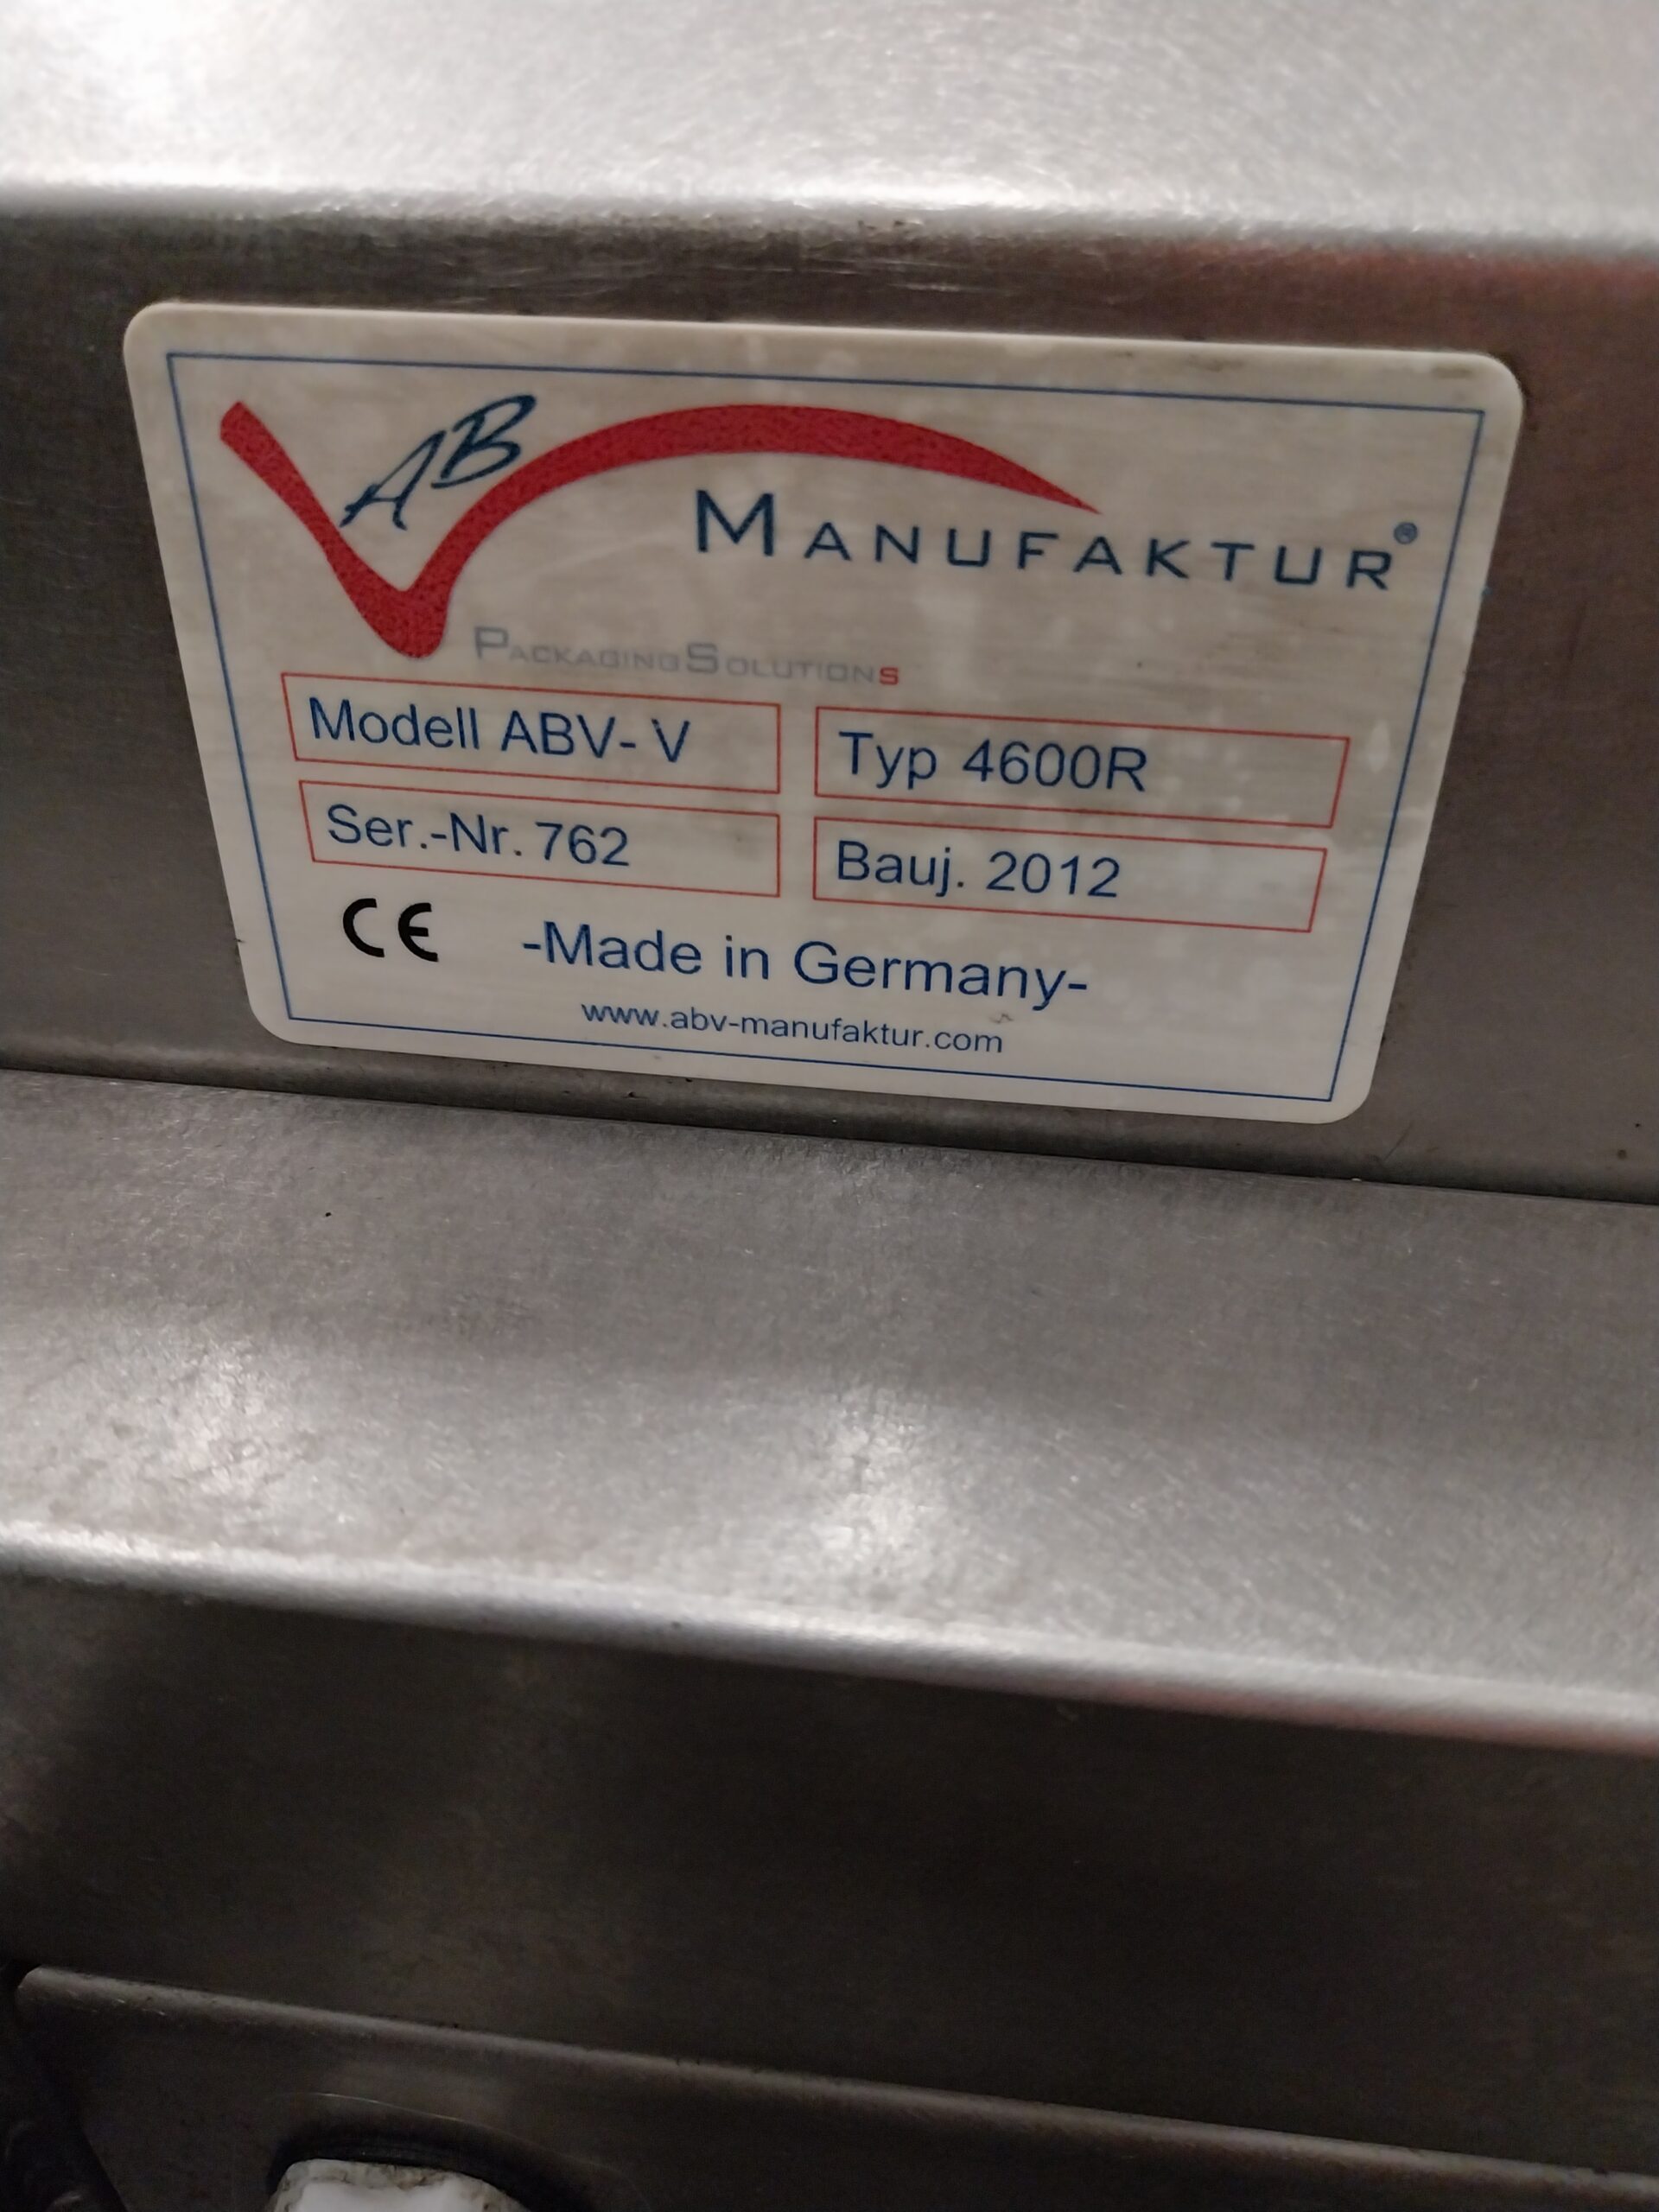 AB
MANUFAKTUR®
PACKAGINGSOLUTIONS
Modell ABV- V
Typ 4600R
Ser.-Nr. 762
Bauj. 2012
CE
-Made in Germany-
www.abv-manufaktur.com